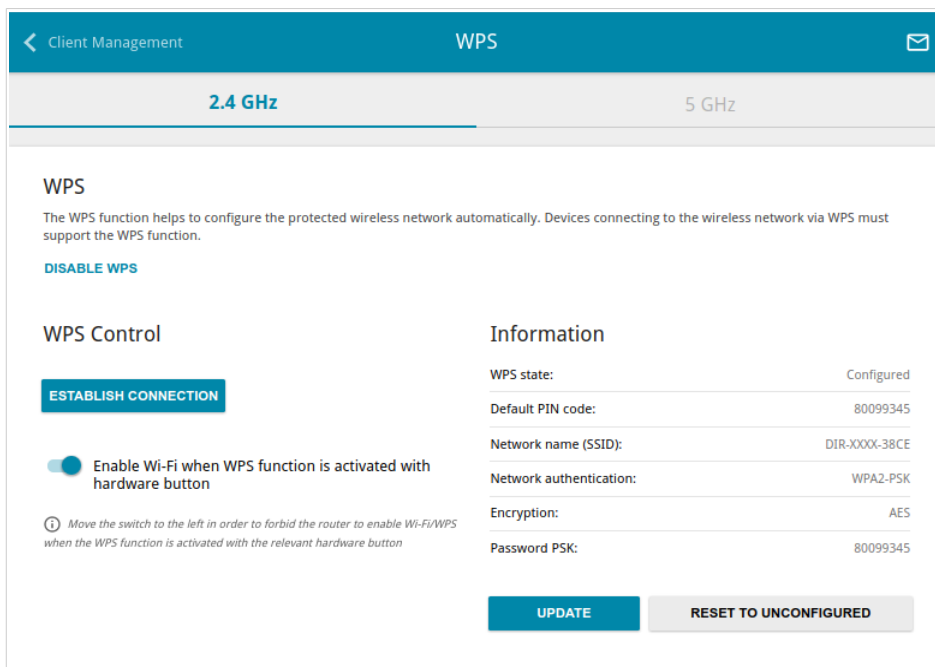 Client Management
WPS
2.4 GHz
5 GHz
WPS
The WPS function helps to configure the protected wireless network automatically. Devices connecting to the wireless network via WPS must
support the WPS function.
DISABLE WPS
WPS Control
ESTABLISH CONNECTION
Enable Wi-Fi when WPS function is activated with
hardware button
Move the switch to the left in order to forbid the router to enable Wi-Fi/WPS
when the WPS function is activated with the relevant hardware button
Information
WPS state: Configured
Default PIN code: 80099345
Network name (SSID): DIR-XXXX-38CE
Network authentication: WPA2-PSK
Encryption: AES
Password PSK: 80099345
UPDATE
RESET TO UNCONFIGURED